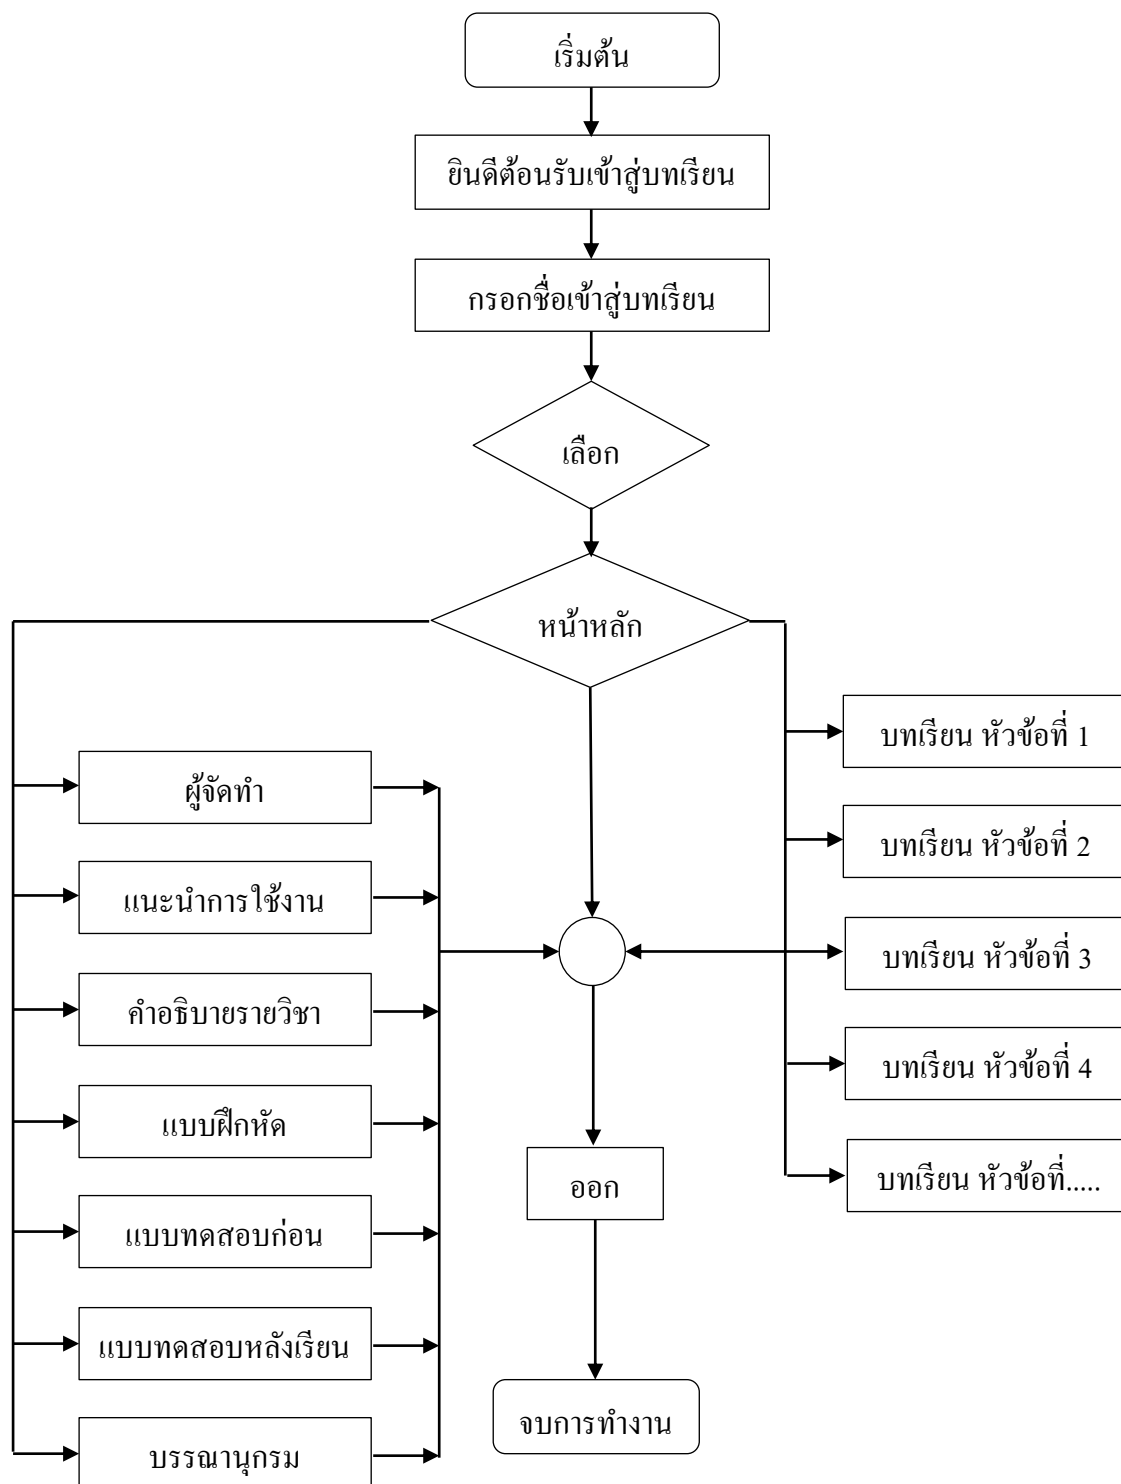 เริ่มต้น
ยินดีต้อนรับเข้าสู่บทเรียน
กรอกชื่อเข้าสู่บทเรียน
เลือก
หน้าหลัก
ผู้จัดทำ
แนะนำการใช้งาน
คำอธิบายรายวิชา
แบบฝึกหัด
แบบทดสอบก่อน
แบบทดสอบหลังเรียน
บรรณานุกรม
ออก
จบการทำงาน
บทเรียน หัวข้อที่ 1
บทเรียน หัวข้อที่ 2
บทเรียน หัวข้อที่ 3
บทเรียน หัวข้อที่ 4
บทเรียน หัวข้อที่.....